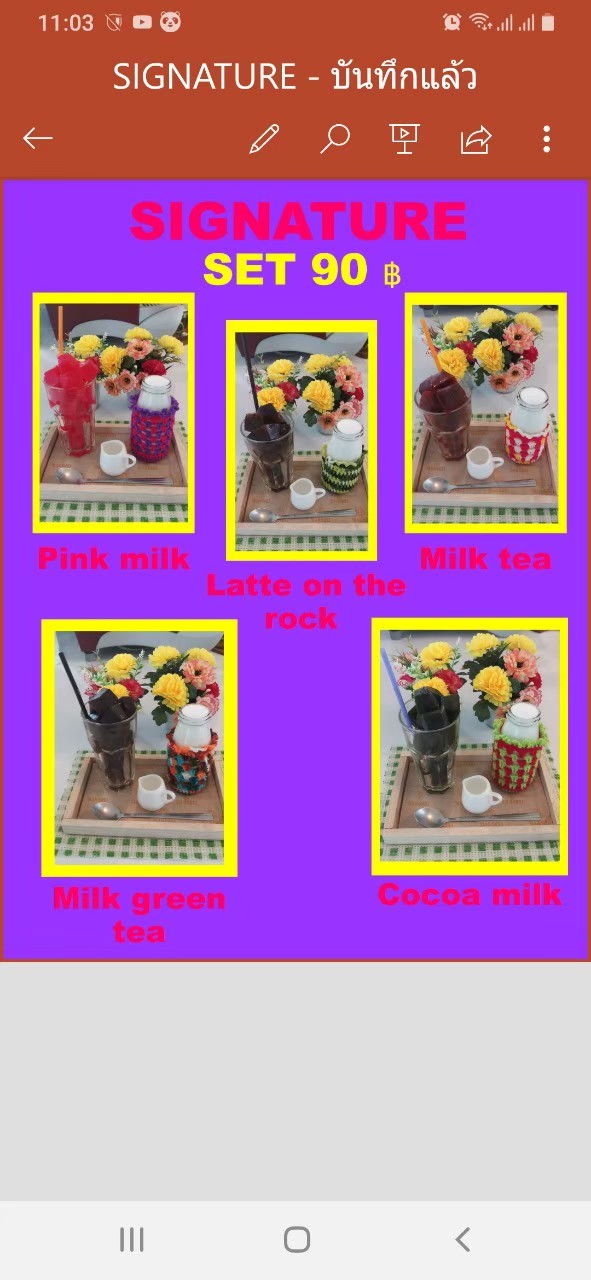 11:03
SIGNATURE - บันทึกแล้ว
SIGNATURE
SET 90 ฿
Pink milk
Latte on the
rock
Milk tea
Milk green
tea
Cocoa milk